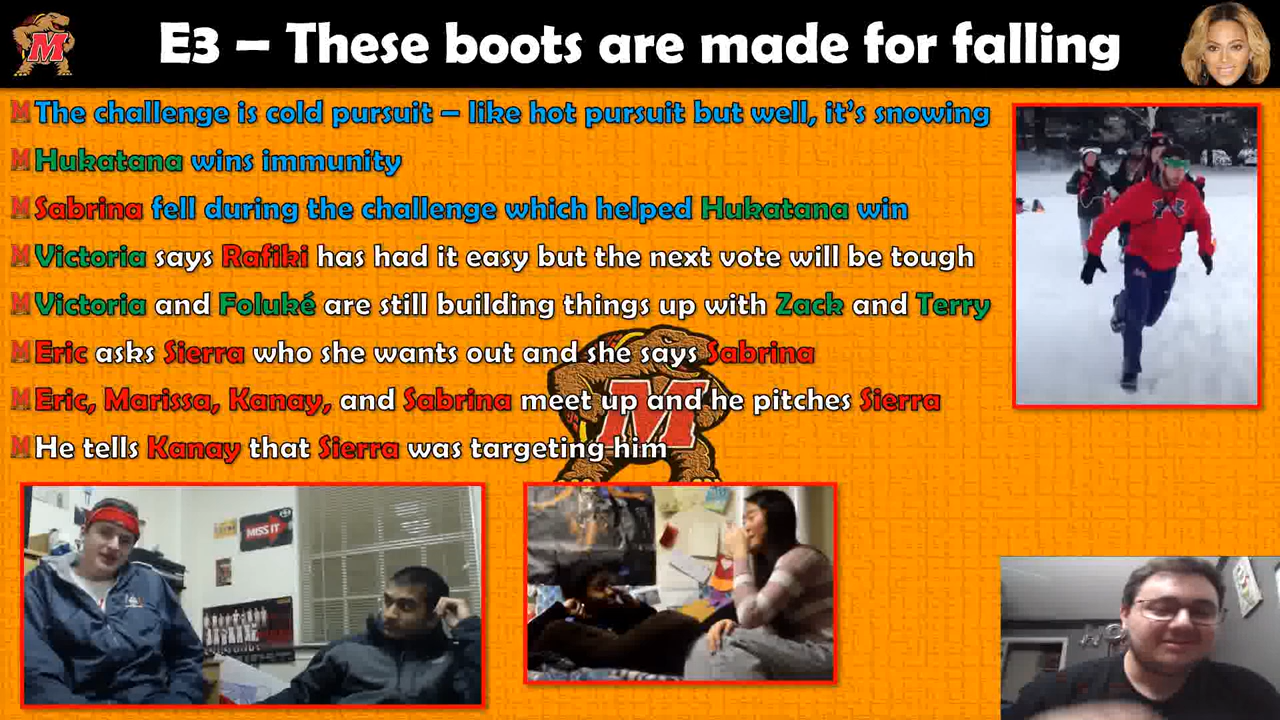 E3 – These boots are made for falling
The challenge is cold pursuit – like hot pursuit but well, it's snowing
Hukatana wins immunity
Sabrina fell during the challenge which helped Hukatana win
Victoria says Rafiki has had it easy but the next vote will be tough
Victoria and Foluké are still building things up with Zack and Terry
Eric asks Sierra who she wants out and she says Sabrina
Eric, Marissa, Kanay, and Sabrina meet up and he pitches Sierra
He tells Kanay that Sierra was targeting him
MISS IT